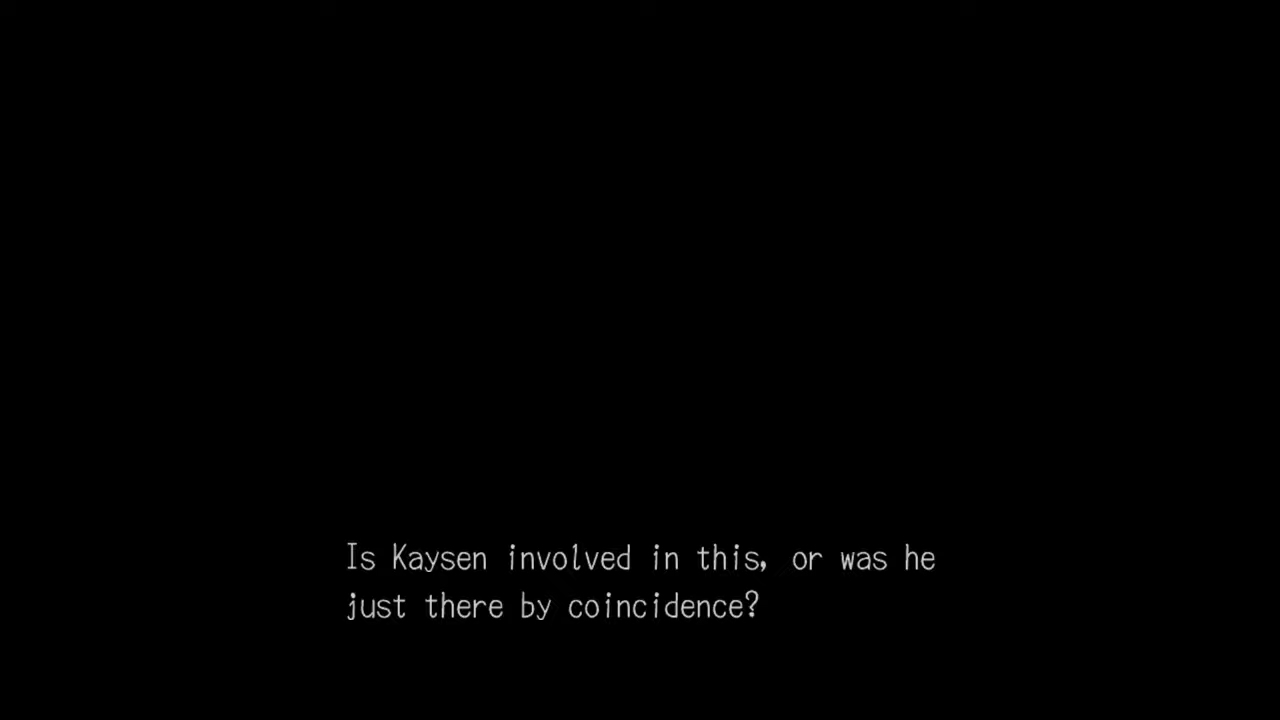 Is Kaysen involved in this, or was he
just there by coincidence?